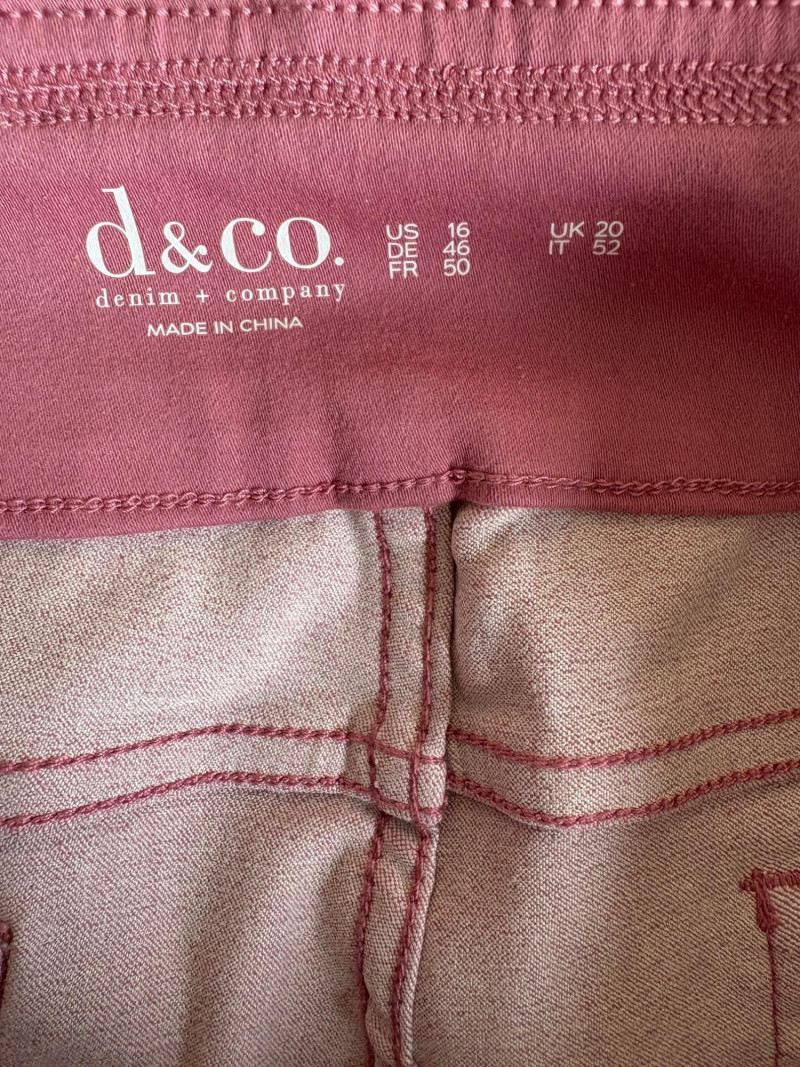 d&co.
denim + company
MADE IN CHINA
US 16
DE 46
FR 50
UK 20
IT 52